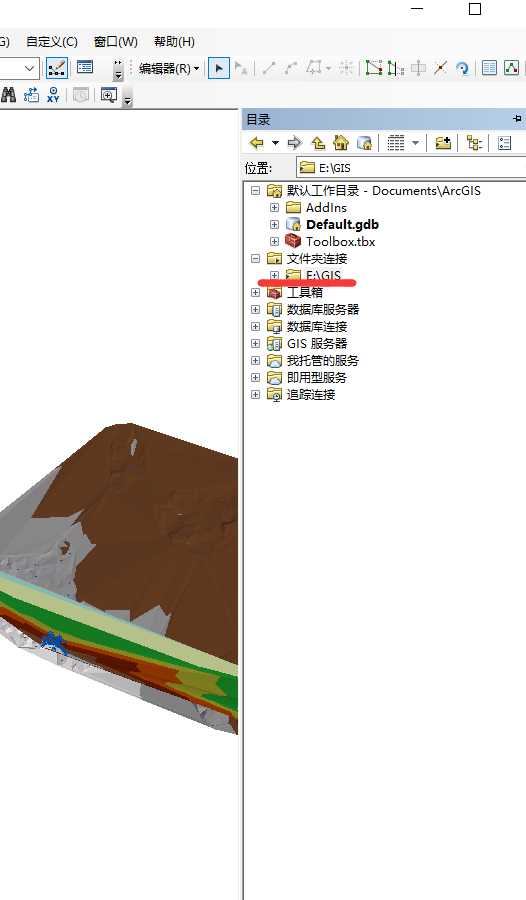 G) 自定义(C) 窗口(W) 帮助(H)
编辑器(R)
XY
目录
位置: E:\GIS
默认工作目录 - Documents\ArcGIS
AddIns
Default.gdb
Toolbox.tbx
文件夹连接
E:\GIS
工具箱
数据库服务器
数据库连接
GIS 服务器
我托管的服务
即用型服务
追踪连接